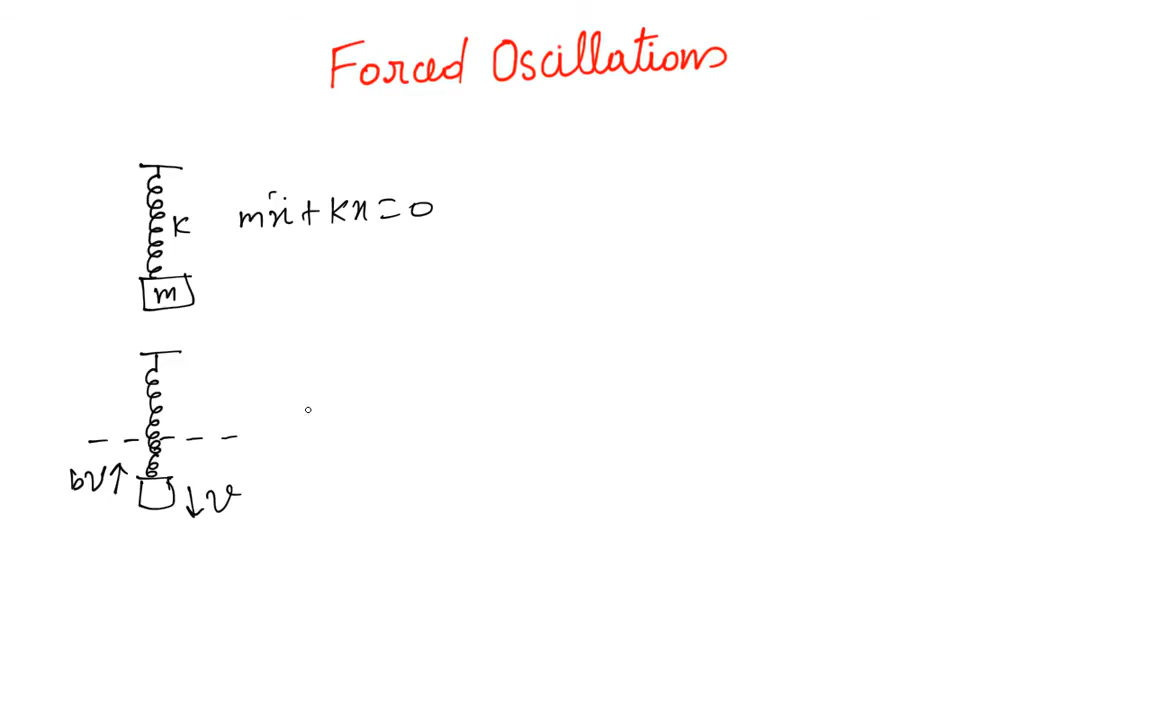 Forced Oscillations
K
mẍ + kx = 0
m
bv↑
↓v